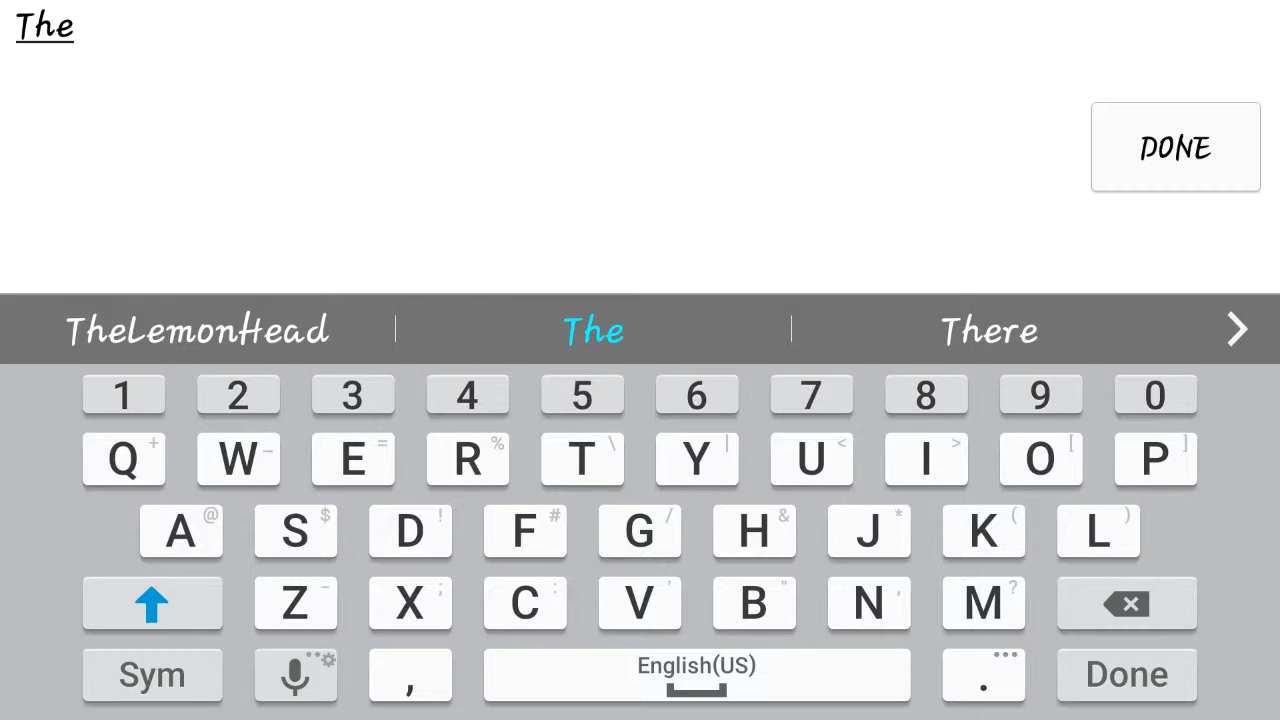 The
DONE
TheLemonHead The There
1 2 3 4 5 6 7 8 9 0
Q + W _ E = R % T \ Y | U < I > O [ P ]
A @ S $ D ! F # G / H & J * K ( L )
Z - X ; C : V ' B " N , M ?
Sym , English(US) . Done